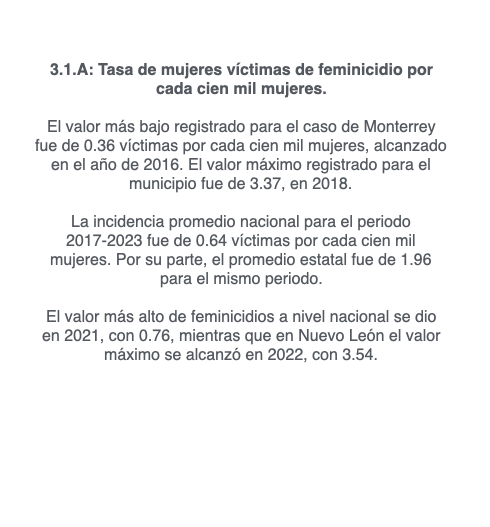 3.1.A: Tasa de mujeres víctimas de feminicidio por
cada cien mil mujeres.
El valor más bajo registrado para el caso de Monterrey
fue de 0.36 víctimas por cada cien mil mujeres, alcanzado
en el año de 2016. El valor máximo registrado para el
municipio fue de 3.37, en 2018.
La incidencia promedio nacional para el periodo
2017-2023 fue de 0.64 víctimas por cada cien mil
mujeres. Por su parte, el promedio estatal fue de 1.96
para el mismo periodo.
El valor más alto de feminicidios a nivel nacional se dio
en 2021, con 0.76, mientras que en Nuevo León el valor
máximo se alcanzó en 2022, con 3.54.